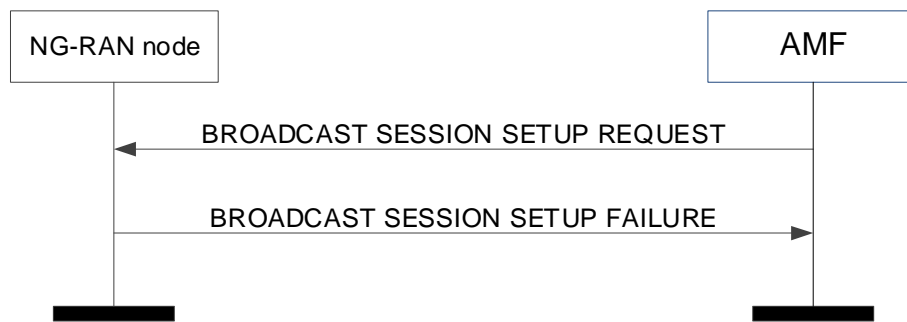 NG-RAN node
AMF
BROADCAST SESSION SETUP REQUEST
BROADCAST SESSION SETUP FAILURE